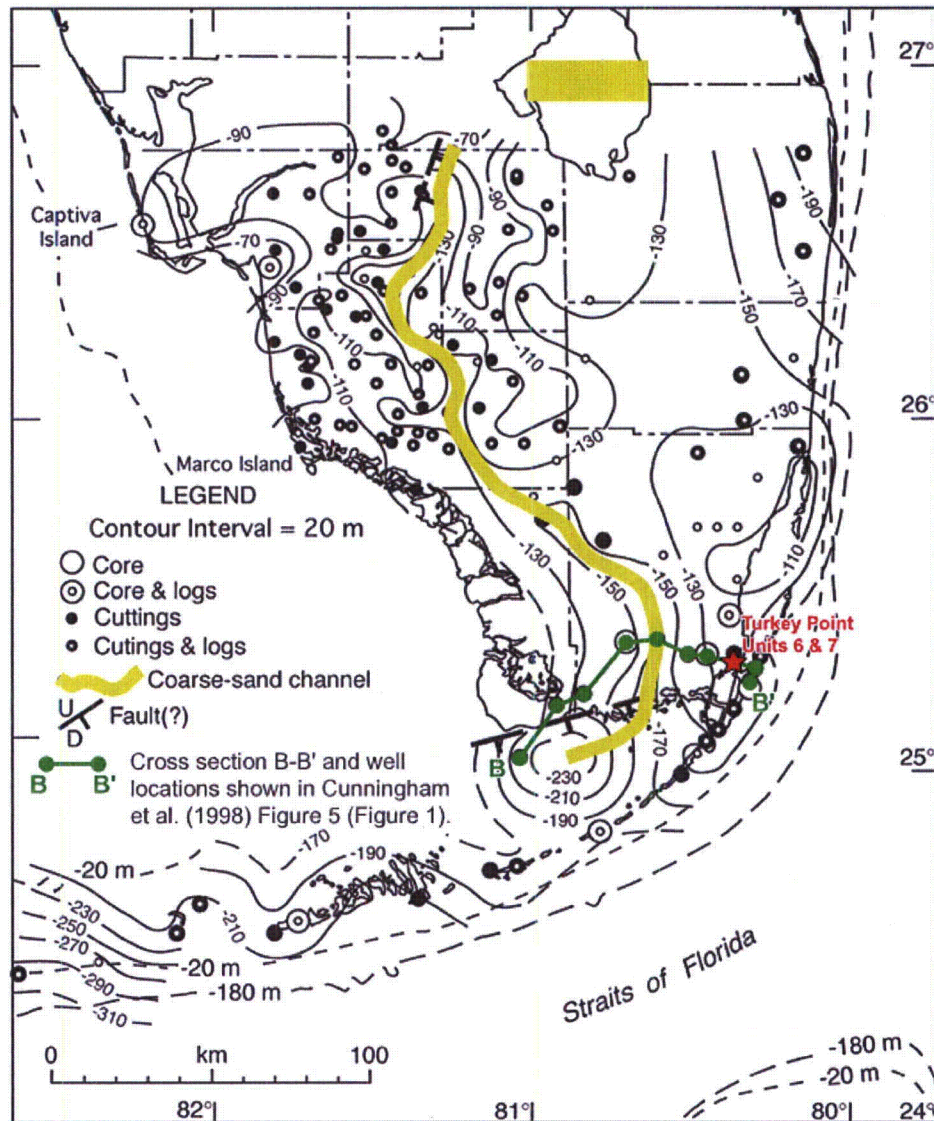 27°
-90
-70
Captiva
Island
-90
-190
-130
-70
-130
-90
-90
-170
-110
-150
-110
-110
-110
26°
-130
-130
Marco Island
LEGEND
Contour Interval = 20 m
Core
Core & logs
Cuttings
Cutings & logs
Coarse-sand channel
U
D
Fault(?)
B
B'
Cross section B-B' and well
locations shown in Cunningham
et al. (1998) Figure 5 (Figure 1).
-130
-150
-150
-130
-110
Turkey Point
Units 6 & 7
B'
-170
B
-230
-210
-190
25°
-170
-190
-20 m
-230
-250
-210
-270
-20 m
-290
-180 m
-310
Straits of Florida
0
km
100
-180 m
-20 m
82°
81°
80°
24°